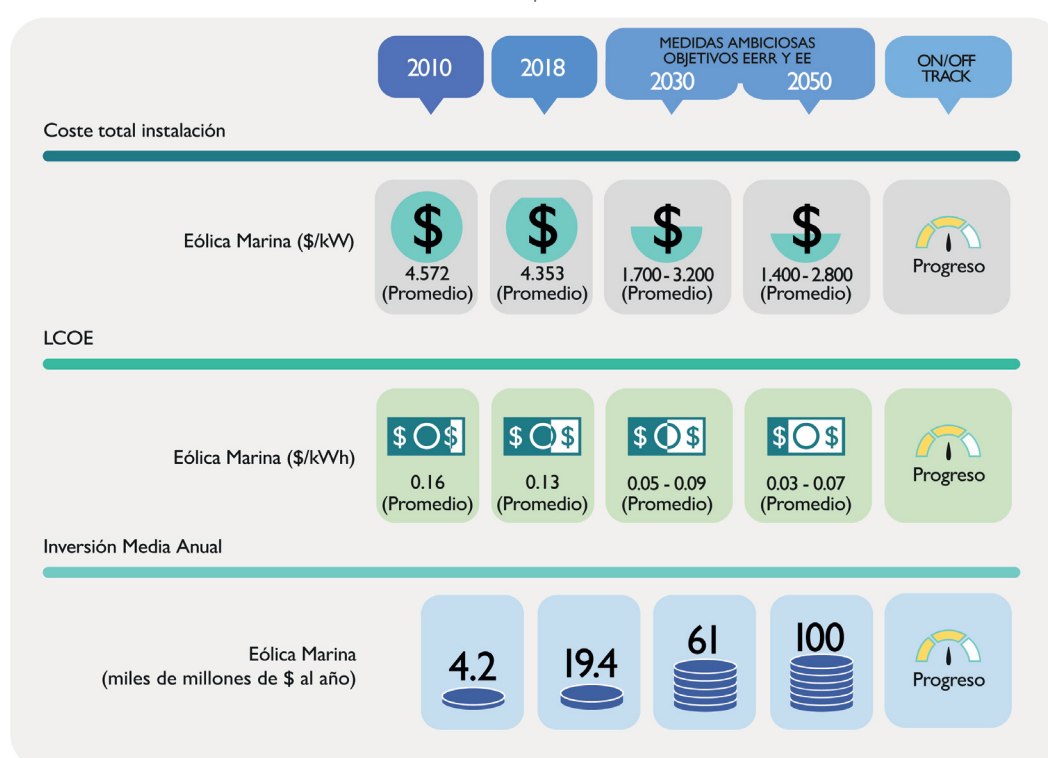 2010
2018
MEDIDAS AMBICIOSAS
OBJETIVOS EERR Y EE
2030 2050
ON/OFF
TRACK
Coste total instalación
Eólica Marina ($/kW)
$ $ $ $
4.572 4.353 1.700 - 3.200 1.400 - 2.800
(Promedio) (Promedio) (Promedio) (Promedio)
Progreso
LCOE
Eólica Marina ($/kWh)
$ $ $ $ $ $ $ $
0.16 0.13 0.05 - 0.09 0.03 - 0.07
(Promedio) (Promedio) (Promedio) (Promedio)
Progreso
Inversión Media Anual
Eólica Marina
(miles de millones de $ al año)
4.2 19.4 61 100
Progreso